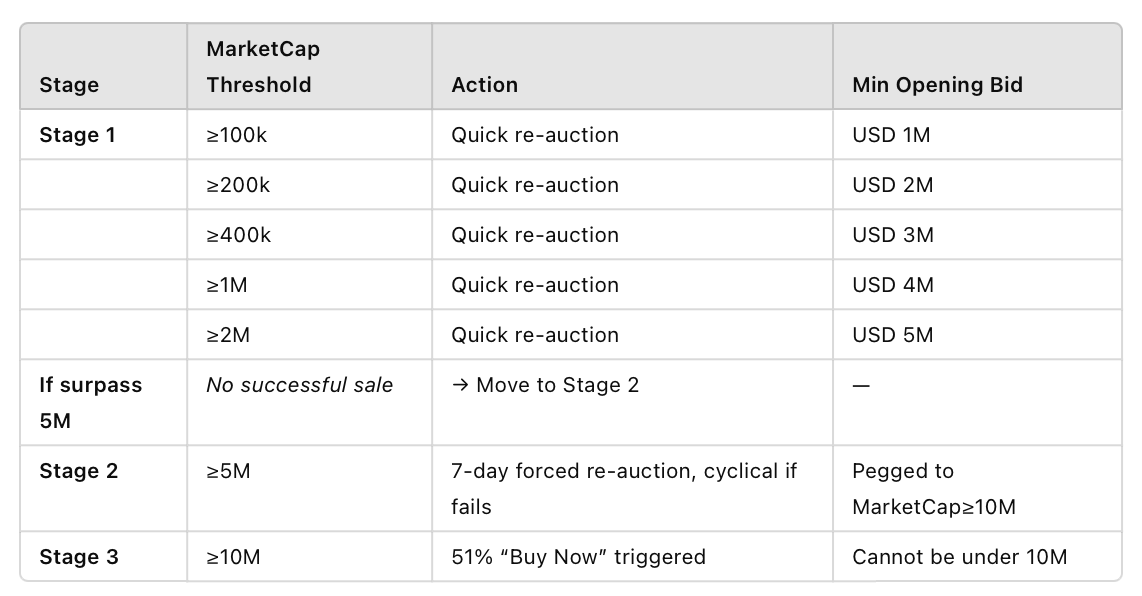 Stage MarketCap Threshold Action Min Opening Bid
Stage 1 ≥100k Quick re-auction USD 1M
≥200k Quick re-auction USD 2M
≥400k Quick re-auction USD 3M
≥1M Quick re-auction USD 4M
≥2M Quick re-auction USD 5M
If surpass 5M No successful sale → Move to Stage 2 —
Stage 2 ≥5M 7-day forced re-auction, cyclical if fails Pegged to MarketCap≥10M
Stage 3 ≥10M 51% “Buy Now” triggered Cannot be under 10M